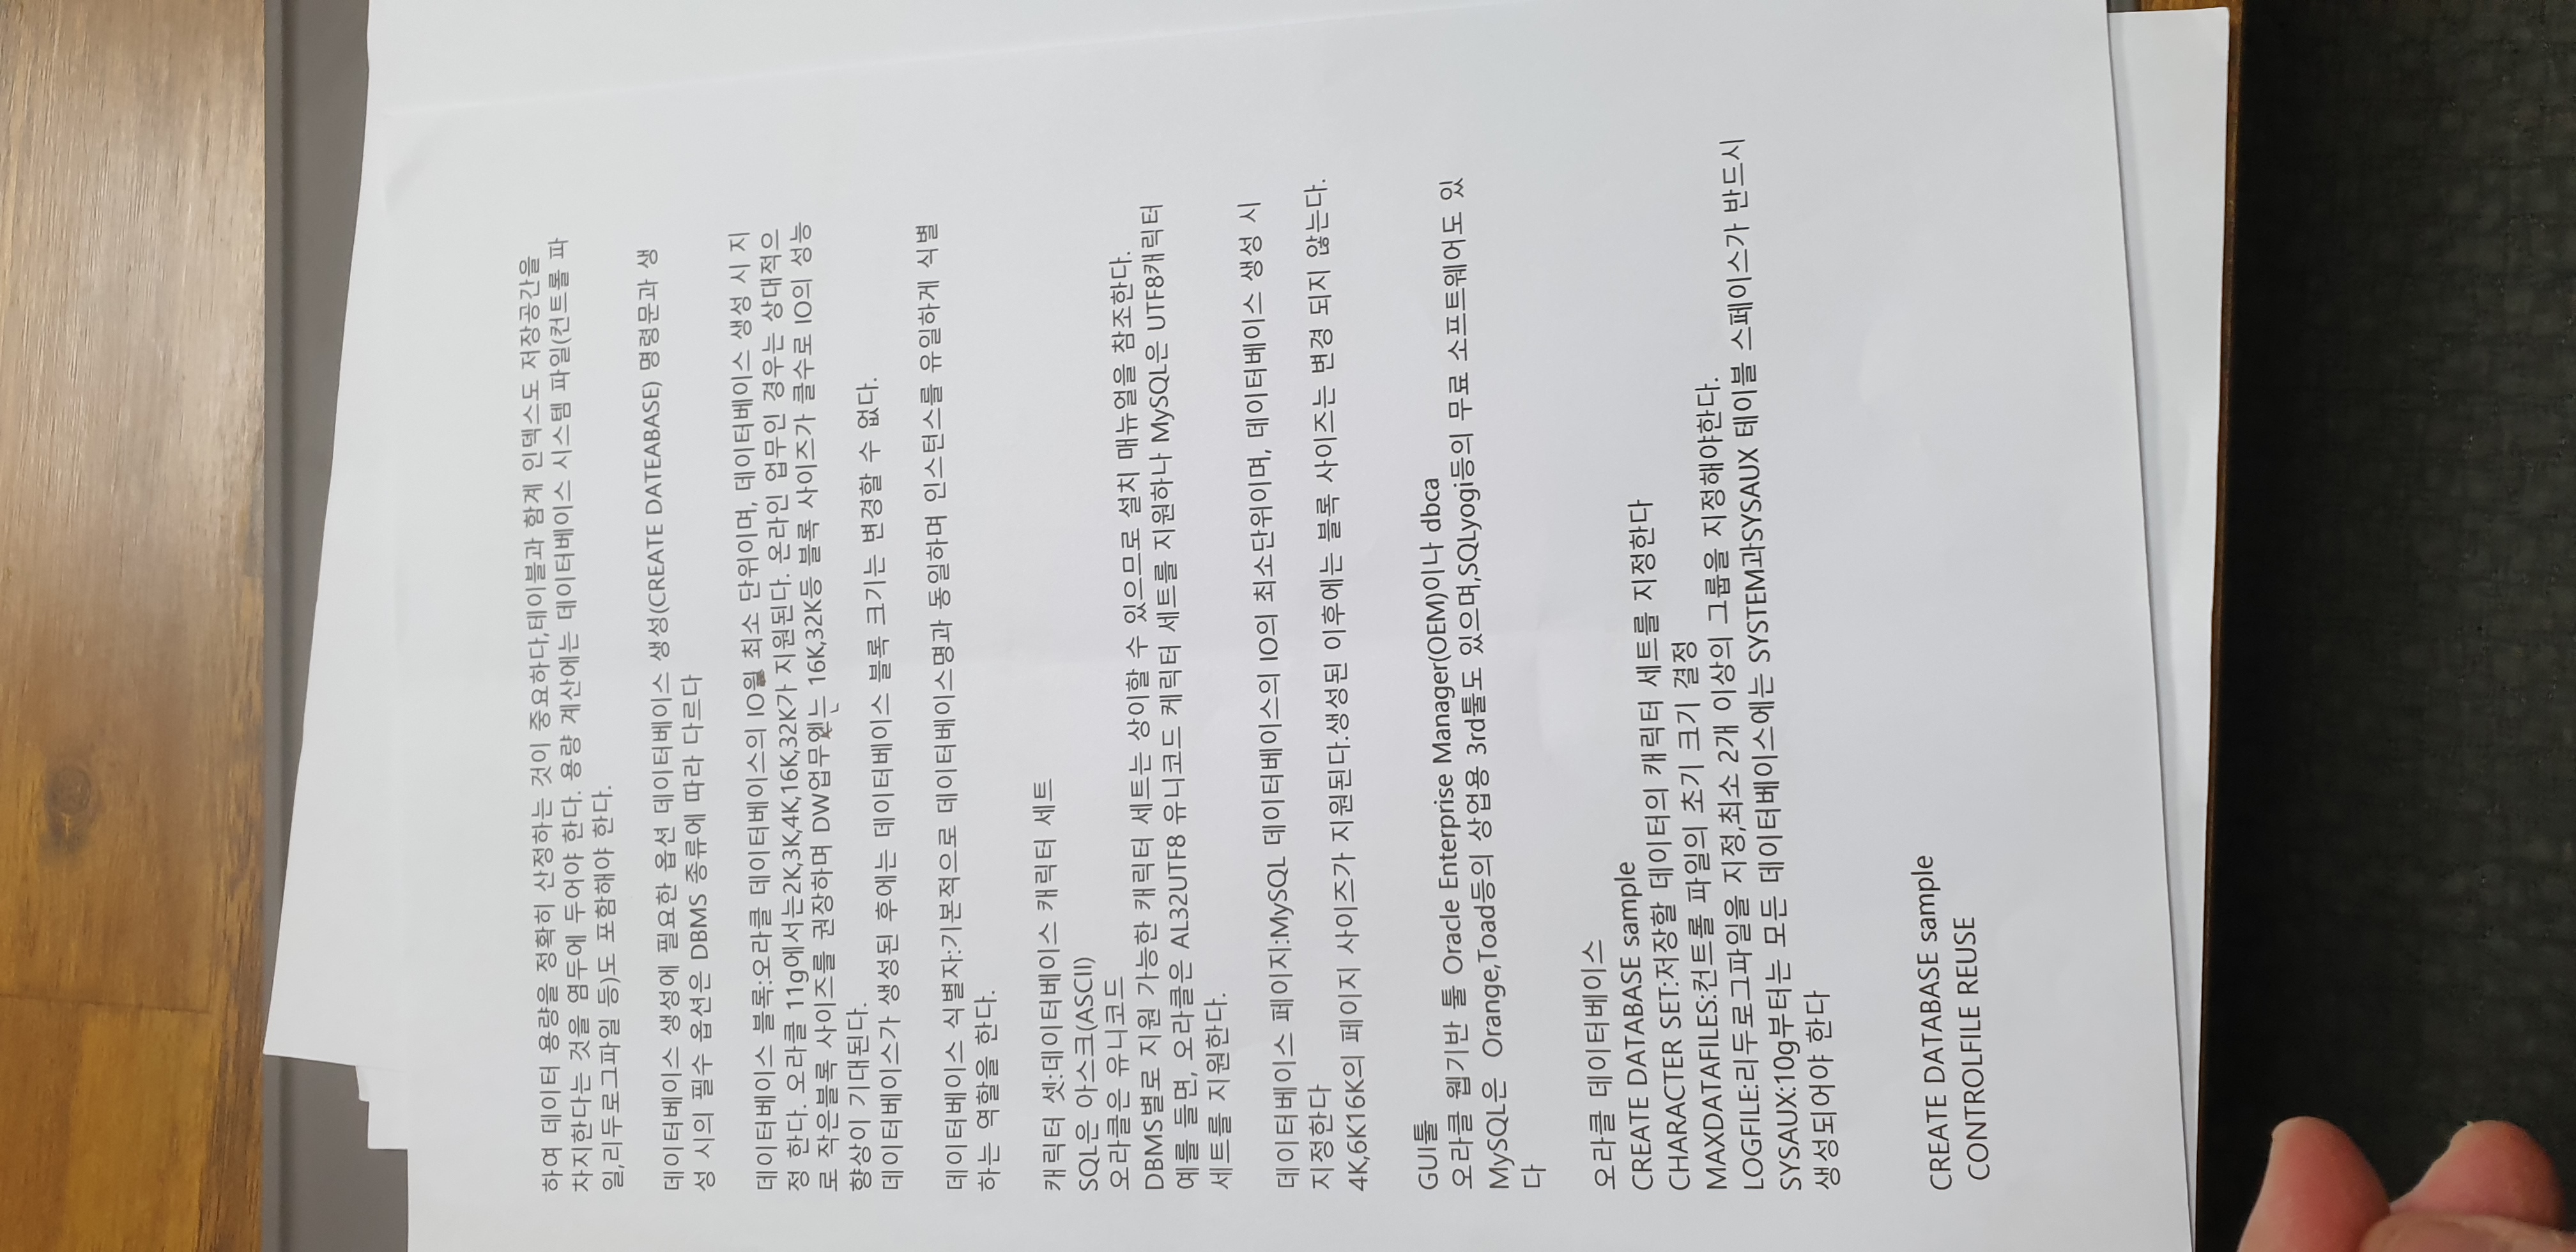 하여 데이터 용량을 정확히 산정하는 것이 중요하다,테이블과 함계 인덱스도 저장공간을
차지한다는 것을 염두에 두어야 한다. 용량 계산에는 데이터베이스 시스템 파일(컨트롤 파
일,리두로그파일 등)도 포함해야 한다.
데이터베이스 생성에 필요한 옵션 데이터베이스 생성(CREATE DATEABASE) 명령문과 생
성 시의 필수 옵션은 DBMS 종류에 따라 다르다
데이터베이스 블록:오라클 데이터베이스의 최소 단위이며, 데이터베이스 생성 시 지
정 한다. 오라클 11g에서는2K,3K,4K,16K,32K가 지원된다. 온라인 업무인 경우는 상대적으
로 작은블록 사이즈를 권장하며 16K,32K등 블록 사이즈가 클수로 IO의 성능
향상이 기대된다.
데이터베이스가 생성된 후에는 데이터베이스 블록 크기는 변경할 수 없다.
데이터베이스 식별자:기본적으로 데이터베이스명과 동일하며 인스턴스를 유일하게 식별
하는 역할을 한다.
캐릭터 셋:데이터베이스 캐릭터 세트
SQL은 아스크(ASCII)
오라클은 유니코드
DBMS별로 지원 가능한 캐릭터 세트는 상이할 수 있으므로 설치 매뉴얼을 참조한다.
예를 들면, 오라클은 AL32UTF8 유니코드 케릭터 세트를 지원하나 MySQL은 UTF8캐릭터
세트를 지원한다.
데이터베이스 페이지:MySQL 데이터베이스의 IO의 최소단위이며, 데이터베이스 생성 시
지정한다
4K,6K16K의 페이지 사이즈가 지원된다.생성된 이후에는 블록 사이즈는 변경 되지 않는다.
GUI툴
오라클 웹기반 툴 Oracle Enterprise Manager(OEM)이나 dbca
MySQL은 Orange,Toad등의 상업용 3rd툴도 있으며,SQLyogi등의 무료 소프트웨어도 있
다
오라클 데이터베이스
CREATE DATABASE sample
CHARACTER SET:저장할 데이터의 캐릭터 세트를 지정한다
MAXDATAFILES:컨트롤 파일의 초기 크기 결정
LOGFILE:리두로그파일을 지정,최소 2개 이상의 그룹을 지정해야한다.
SYSAUX:10g부터는 모든 데이터베이스에는 SYSTEM과SYSAUX 테이블 스페이스가 반드시
생성되어야 한다
CREATE DATABASE sample
CONTROLFILE REUSE